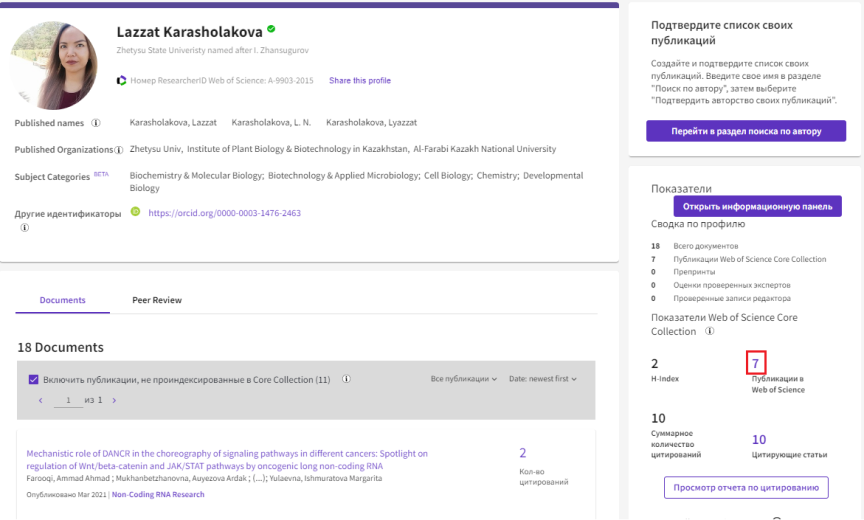 Lazzat Karasholakova
Zhetysu State Univeristy named after I. Zhansugurov
Номер ResearcherID Web of Science: A-9903-2015 Share this profile
Published names Karasholakova, Lazzat Karasholakova, L. N. Karasholakova, Lyazzat
Published Organizations Zhetysu Univ, Institute of Plant Biology & Biotechnology in Kazakhstan, Al-Farabi Kazakh National University
Subject Categories BETA Biochemistry & Molecular Biology; Biotechnology & Applied Microbiology; Cell Biology; Chemistry; Developmental
Biology
Другие идентификаторы https://orcid.org/0000-0003-1476-2463
Documents Peer Review
18 Documents
Включить публикации, не проиндексированные в Core Collection (11) Все публикации Date: newest first
1 из 1
Mechanistic role of DANCR in the choreography of signaling pathways in different cancers: Spotlight on
regulation of Wnt/beta-catenin and JAK/STAT pathways by oncogenic long non-coding RNA
Farooqi, Ammad Ahmad ; Mukhanbetzhanovna, Auyezova Ardak ; (...); Yulaevna, Ishmuratova Margarita
Опубликовано Mar 2021 | Non-Coding RNA Research
2
Кол-во
цитирований
Подтвердите список своих
публикаций
Создайте и подтвердите список своих
публикаций. Введите свое имя в разделе
"Поиск по автору", затем выберите
"Подтвердить авторство своих публикаций".
Перейти в раздел поиска по автору
Показатели
Открыть информационную панель
Сводка по профилю
18 Всего документов
7 Публикации Web of Science Core Collection
0 Препринты
0 Оценки проверенных экспертов
0 Проверенные записи редактора
Показатели Web of Science Core
Collection
2
H-Index
7
Публикации в
Web of Science
10
Суммарное
количество
цитирований
10
Цитирующие статьи
Просмотр отчета по цитированию